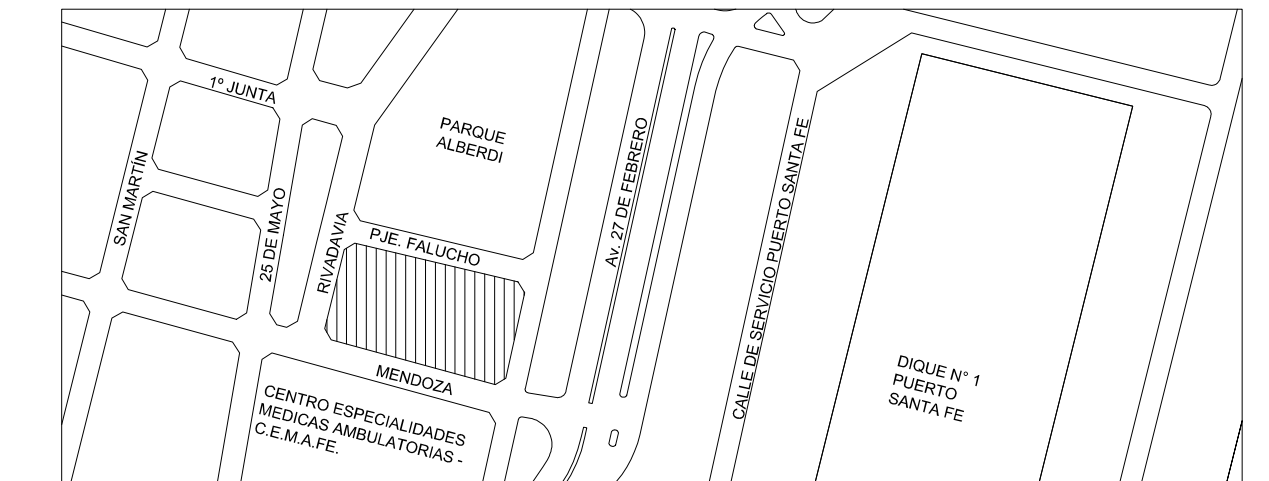 1º JUNTA
PARQUE
ALBERDI
SAN MARTÍN
25 DE MAYO
RIVADAVIA
PJE. FALUCHO
Av. 27 DE FEBRERO
CALLE DE SERVICIO PUERTO SANTA FE
MENDOZA
CENTRO ESPECIALIDADES
MEDICAS AMBULATORIAS -
C.E.M.A.FE.
DIQUE N° 1
PUERTO
SANTA FE